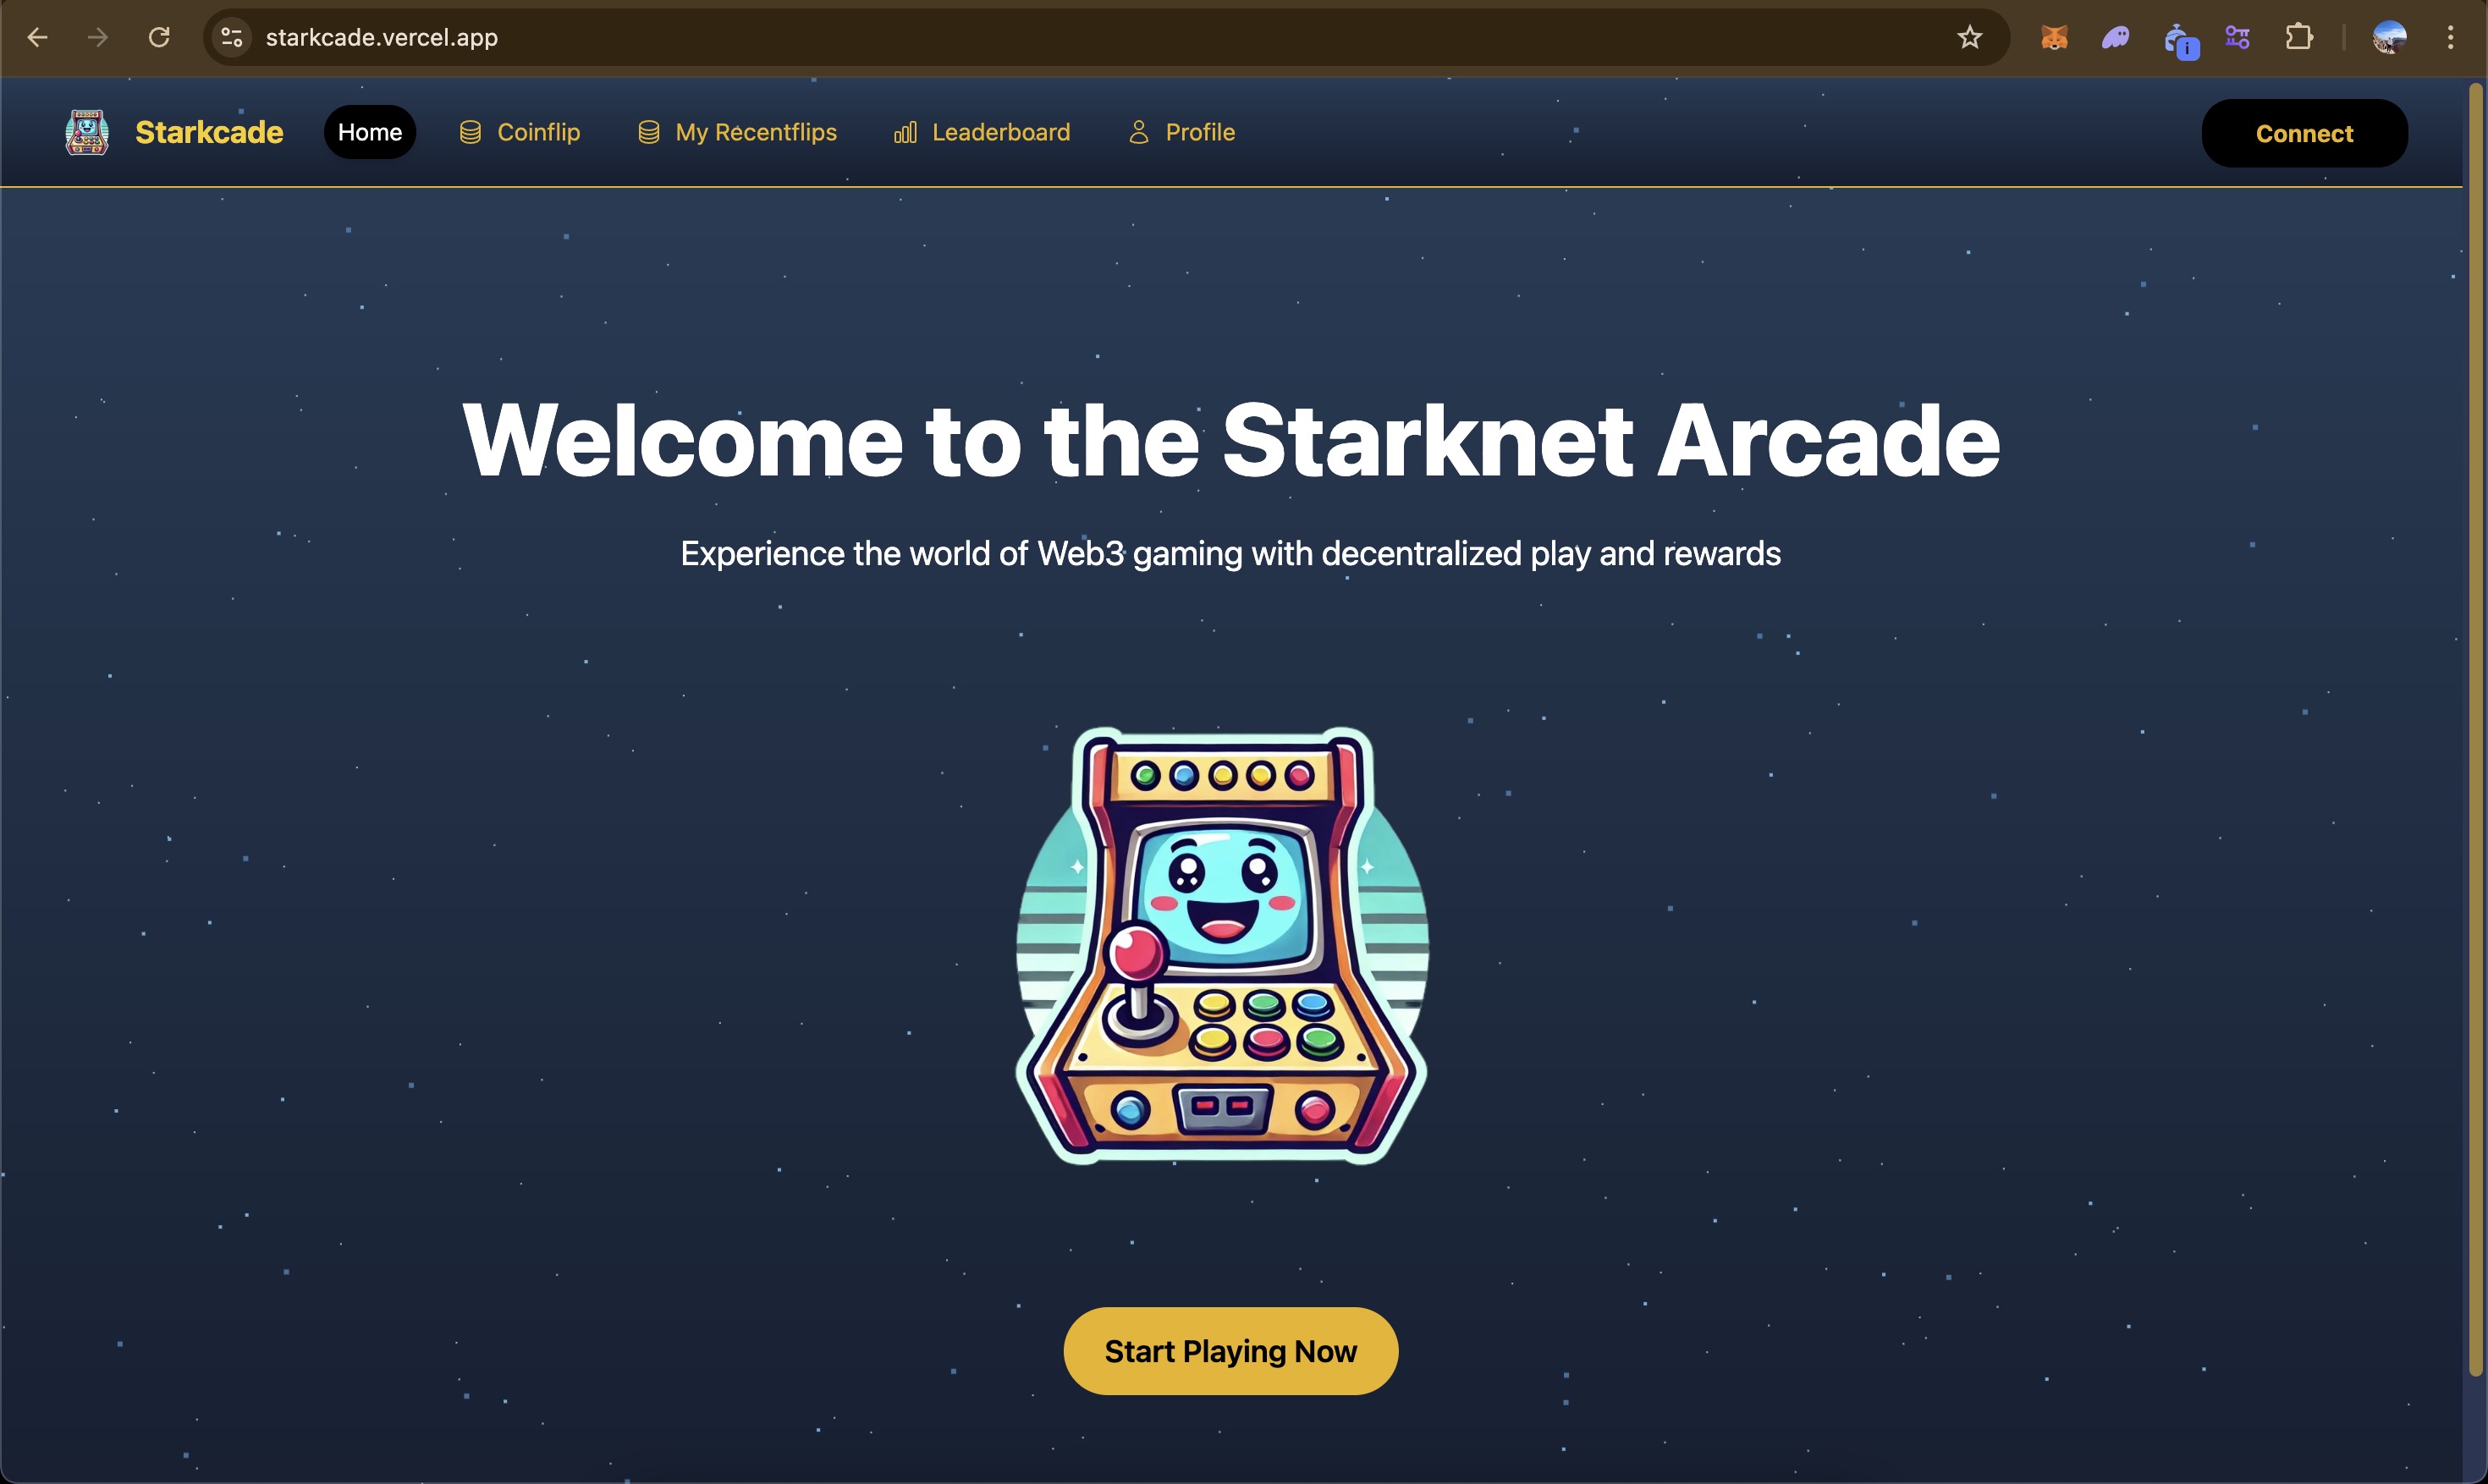 starkcade.vercel.app
Starkcade
Home
Coinflip
My Recentflips
Leaderboard
Profile
Connect
Welcome to the Starknet Arcade
Experience the world of Web3 gaming with decentralized play and rewards
Start Playing Now